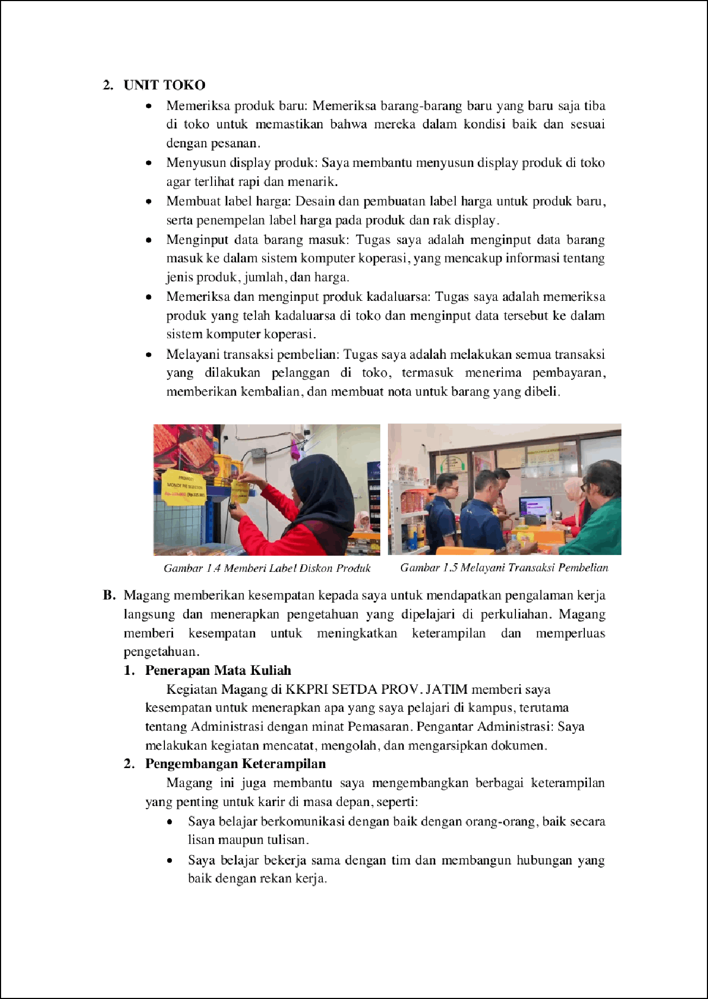 2. UNIT TOKO
• Memeriksa produk baru: Memeriksa barang-barang baru yang baru saja tiba
di toko untuk memastikan bahwa mereka dalam kondisi baik dan sesuai
dengan pesanan.
• Menyusun display produk: Saya membantu menyusun display produk di toko
agar terlihat rapi dan menarik.
• Membuat label harga: Desain dan pembuatan label harga untuk produk baru,
serta penempelan label harga pada produk dan rak display.
• Menginput data barang masuk: Tugas saya adalah menginput data barang
masuk ke dalam sistem komputer koperasi, yang mencakup informasi tentang
jenis produk, jumlah, dan harga.
• Memeriksa dan menginput produk kadaluarsa: Tugas saya adalah memeriksa
produk yang telah kadaluarsa di toko dan menginput data tersebut ke dalam
sistem komputer koperasi.
• Melayani transaksi pembelian: Tugas saya adalah melakukan semua transaksi
yang dilakukan pelanggan di toko, termasuk menerima pembayaran,
memberikan kembalian, dan membuat nota untuk barang yang dibeli.
PROMO
MONDE PIE SELECTION
Gambar 1.4 Memberi Label Diskon Produk
Gambar 1.5 Melayani Transaksi Pembelian
B. Magang memberikan kesempatan kepada saya untuk mendapatkan pengalaman kerja
langsung dan menerapkan pengetahuan yang dipelajari di perkuliahan. Magang
memberi kesempatan untuk meningkatkan keterampilan dan memperluas
pengetahuan.
1. Penerapan Mata Kuliah
Kegiatan Magang di KKPRI SETDA PROV. JATIM memberi saya
kesempatan untuk menerapkan apa yang saya pelajari di kampus, terutama
tentang Administrasi dengan minat Pemasaran. Pengantar Administrasi: Saya
melakukan kegiatan mencatat, mengolah, dan mengarsipkan dokumen.
2. Pengembangan Keterampilan
Magang ini juga membantu saya mengembangkan berbagai keterampilan
yang penting untuk karir di masa depan, seperti:
• Saya belajar berkomunikasi dengan baik dengan orang-orang, baik secara
lisan maupun tulisan.
• Saya belajar bekerja sama dengan tim dan membangun hubungan yang
baik dengan rekan kerja.